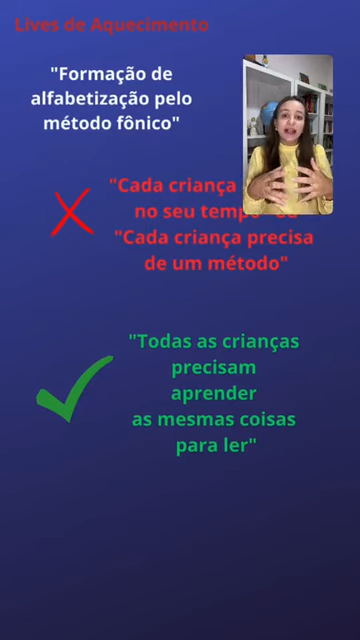 Lives de Aquecimento
"Formação de
alfabetização pelo
método fônico"
"Cada criança
no seu tempo" ou
"Cada criança precisa
de um método"
"Todas as crianças
precisam
aprender
as mesmas coisas
para ler"